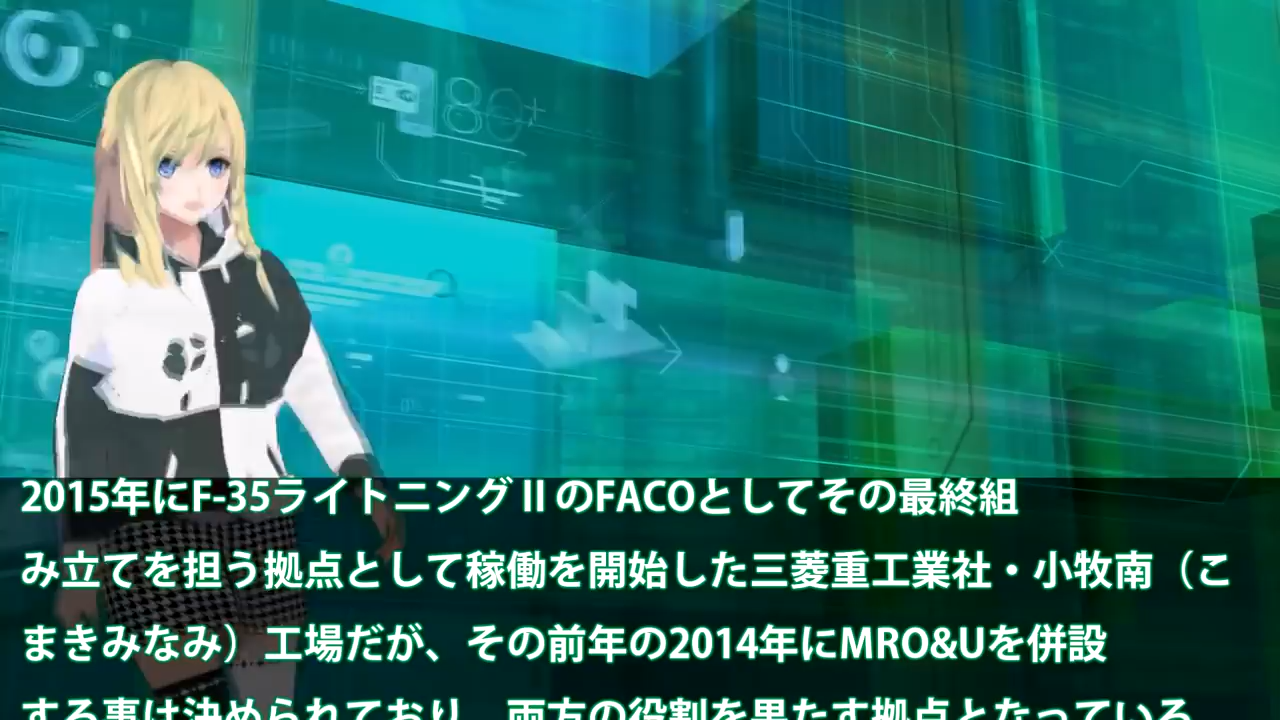 80+
2015年にF-35ライトニングⅡのFACOとしてその最終組
み立てを担う拠点として稼働を開始した三菱重工業社・小牧南（こ
まきみなみ）工場だが、その前年の2014年にMRO&Uを併設
する事は決められており、両方の役割を果たす拠点となっている